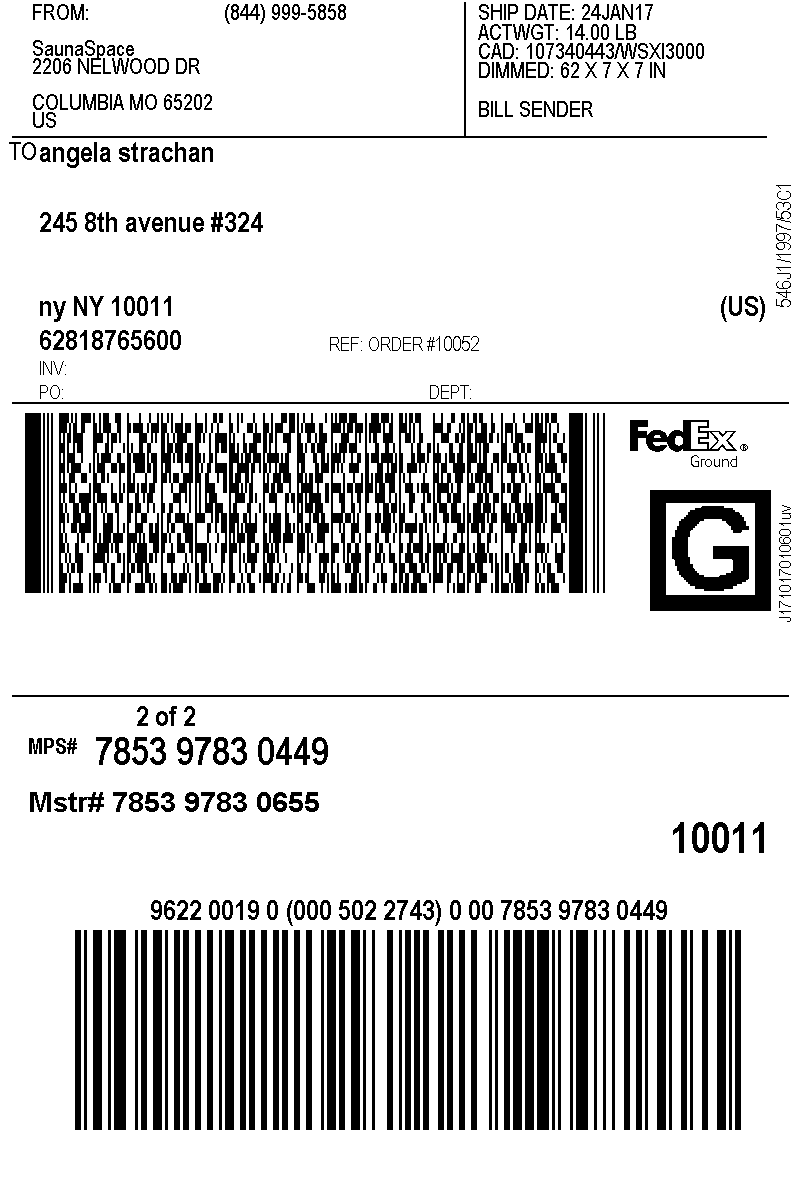 FROM: (844) 999-5858
SaunaSpace
2206 NELWOOD DR
COLUMBIA MO 65202
US
SHIP DATE: 24JAN17
ACTWGT: 14.00 LB
CAD: 107340443/WSXI3000
DIMMED: 62 X 7 X 7 IN
BILL SENDER
TO angela strachan
245 8th avenue #324
ny NY 10011 (US)
62818765600 REF: ORDER #10052
INV:
PO: DEPT:
546J1/1997/53C1
FedEx®
Ground
G
J171017010601uv
2 of 2
MPS# 7853 9783 0449
Mstr# 7853 9783 0655
10011
9622 0019 0 (000 502 2743) 0 00 7853 9783 0449